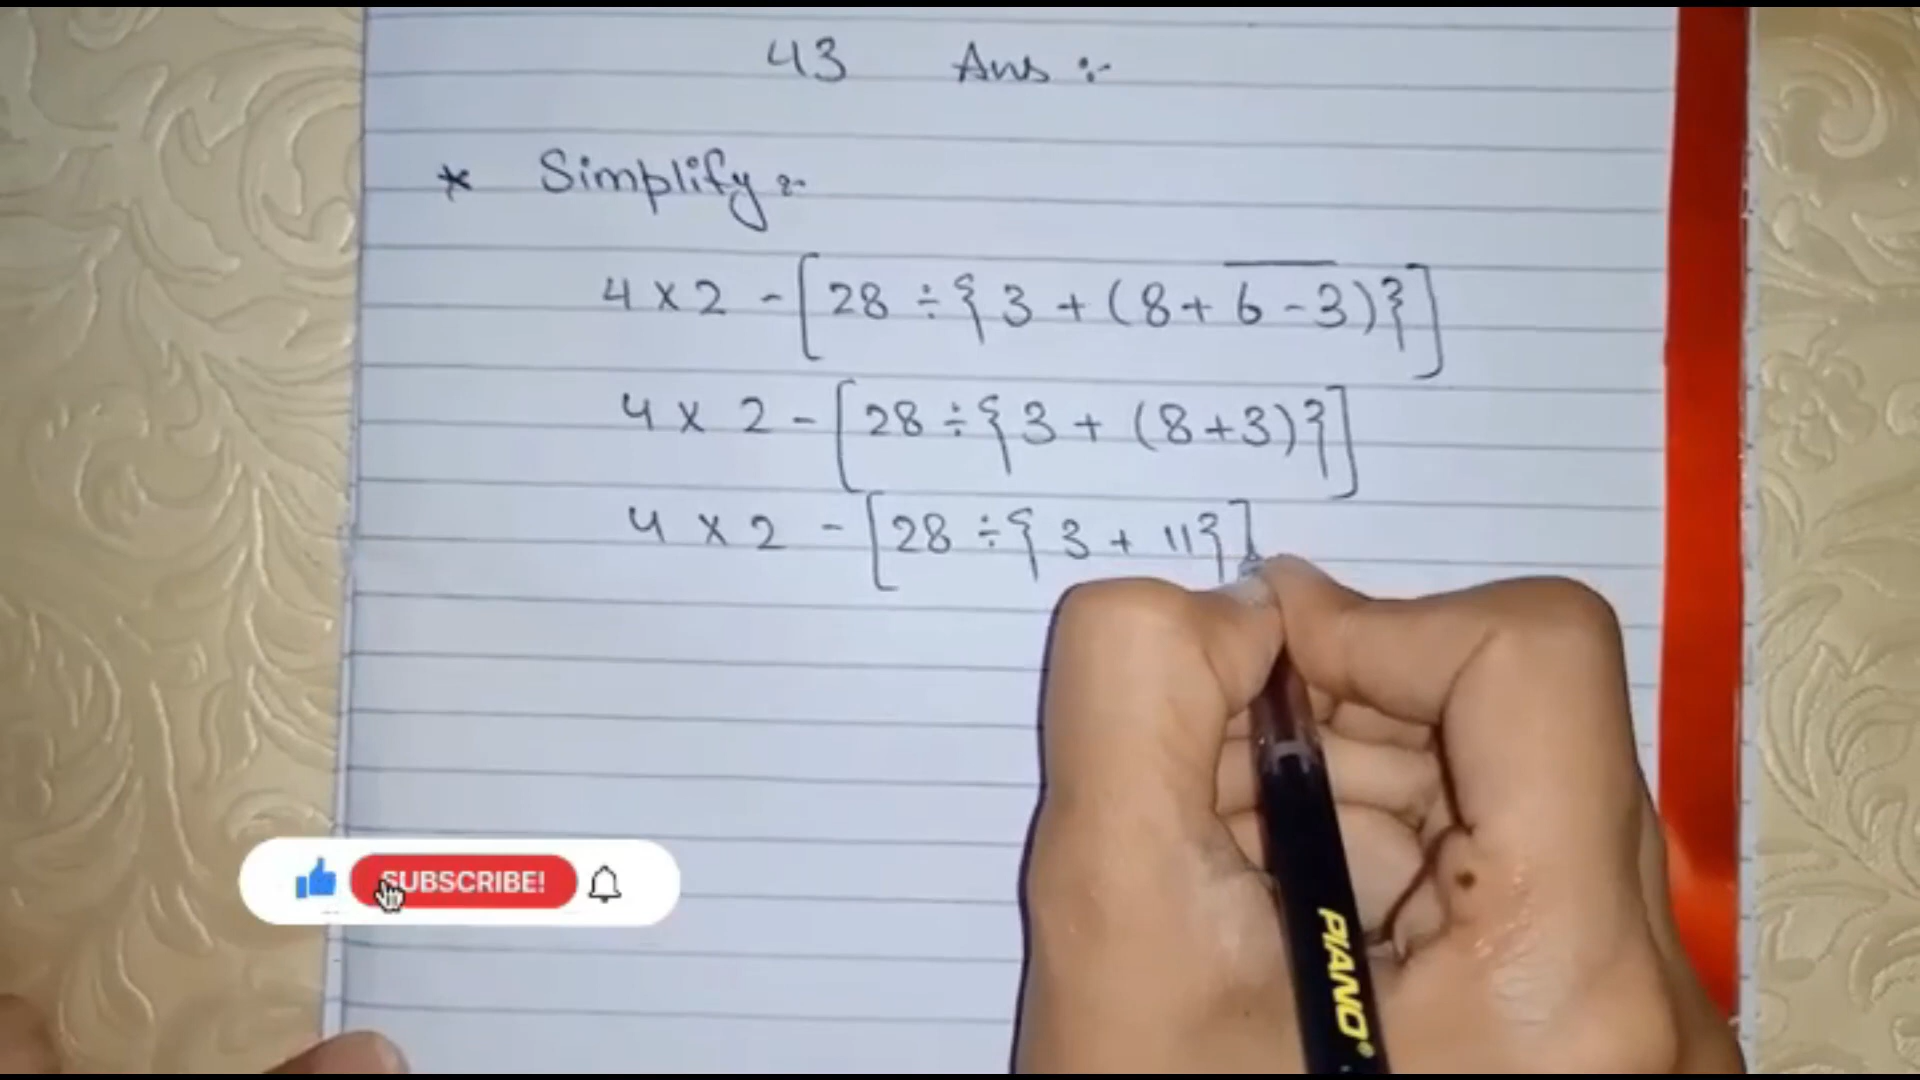 43 Ans :-
* Simplify :-
4 × 2 - [28 ÷ { 3 + (8 + 6̅ ̅-̅ ̅3̅)}]
4 × 2 - [28 ÷ { 3 + (8+3)}]
4 × 2 - [28 ÷ { 3 + 11}]
SUBSCRIBE!
PIANO